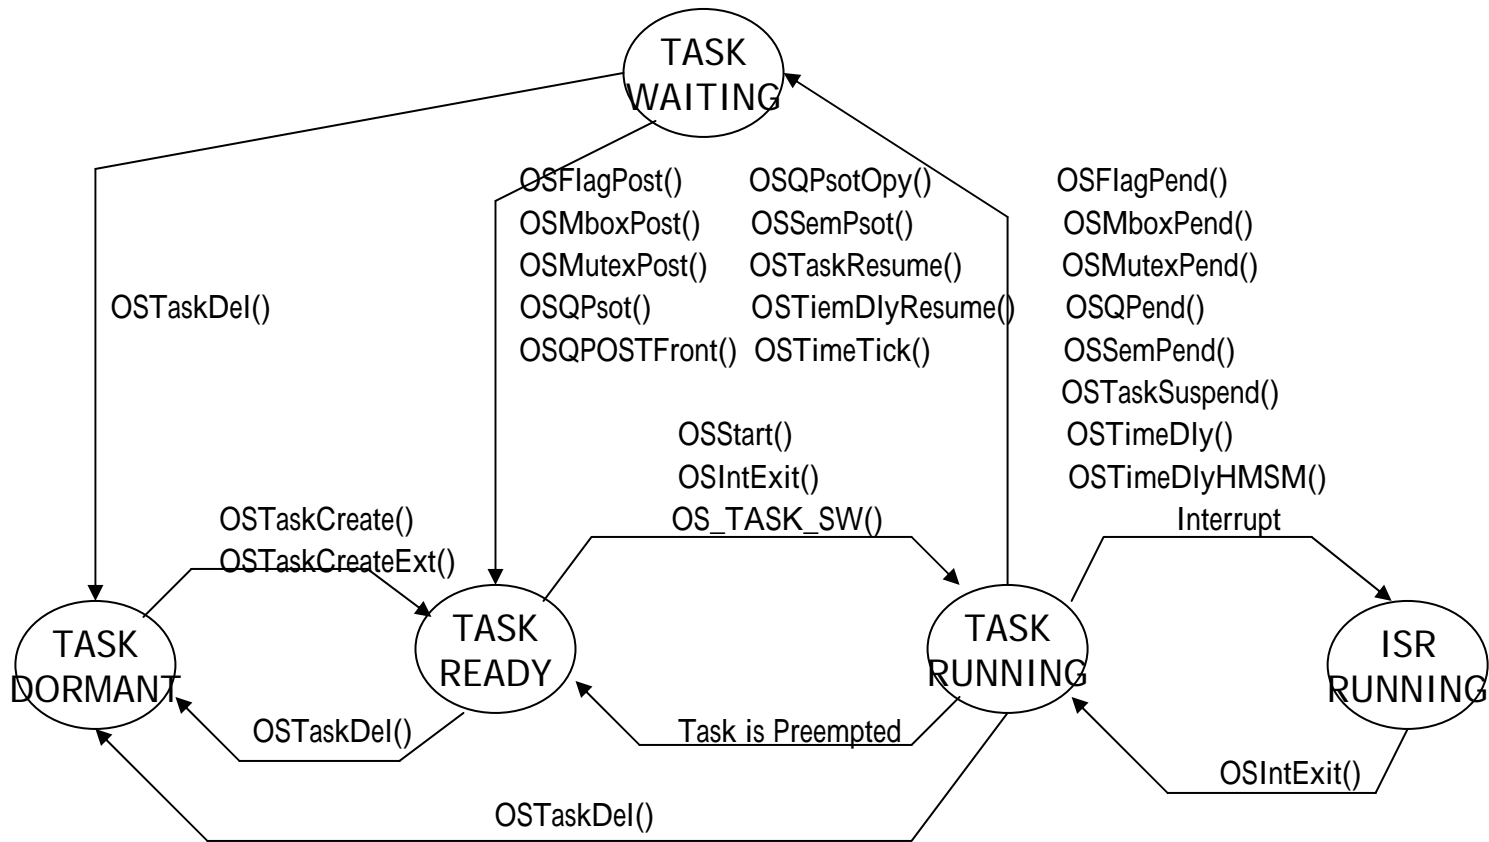 TASK
WAITING
OSFlagPost() OSQPsotOpy() OSFlagPend()
OSMboxPost() OSSemPsot() OSMboxPend()
OSMutexPost() OSTaskResume() OSMutexPend()
OSTaskDel() OSQPsot() OSTiemDlyResume() OSQPend()
OSQPOSTFront() OSTimeTick() OSSemPend()
OSTaskSuspend()
OSStart() OSTimeDly()
OSIntExit() OSTimeDlyHMSM()
OSTaskCreate() OS_TASK_SW() Interrupt
OSTaskCreateExt()
TASK
DORMANT
TASK
READY
TASK
RUNNING
ISR
RUNNING
OSTaskDel() Task is Preempted
OSIntExit()
OSTaskDel()